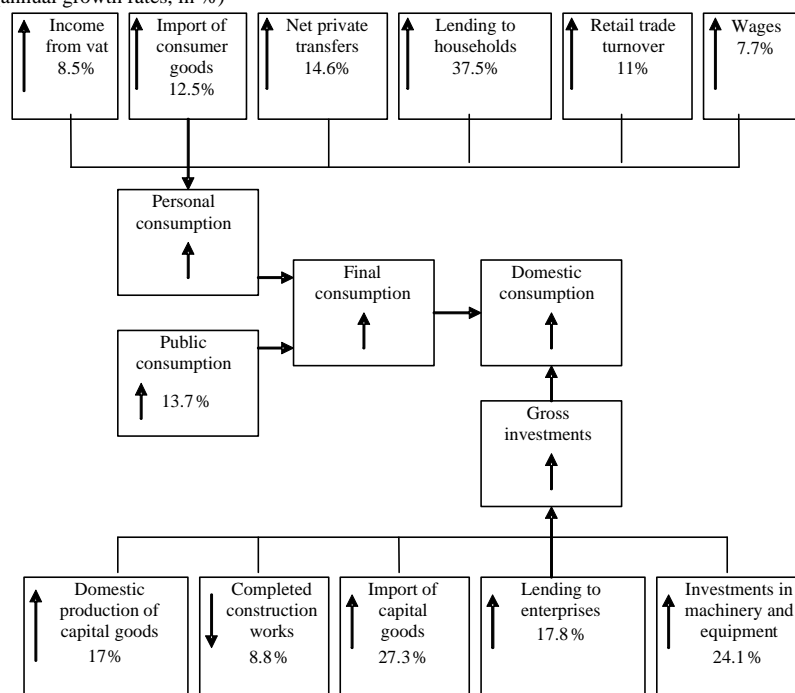 annual growth rates, in %)
Income
from vat
8.5%
Import of
consumer
goods
12.5%
Net private
transfers
14.6%
Lending to
households
37.5%
Retail trade
turnover
11%
Wages
7.7%
Personal
consumption
Final
consumption
Domestic
consumption
Public
consumption
13.7%
Gross
investments
Domestic
production of
capital goods
17%
Completed
construction
works
8.8%
Import of
capital
goods
27.3%
Lending to
enterprises
17.8%
Investments in
machinery and
equipment
24.1%